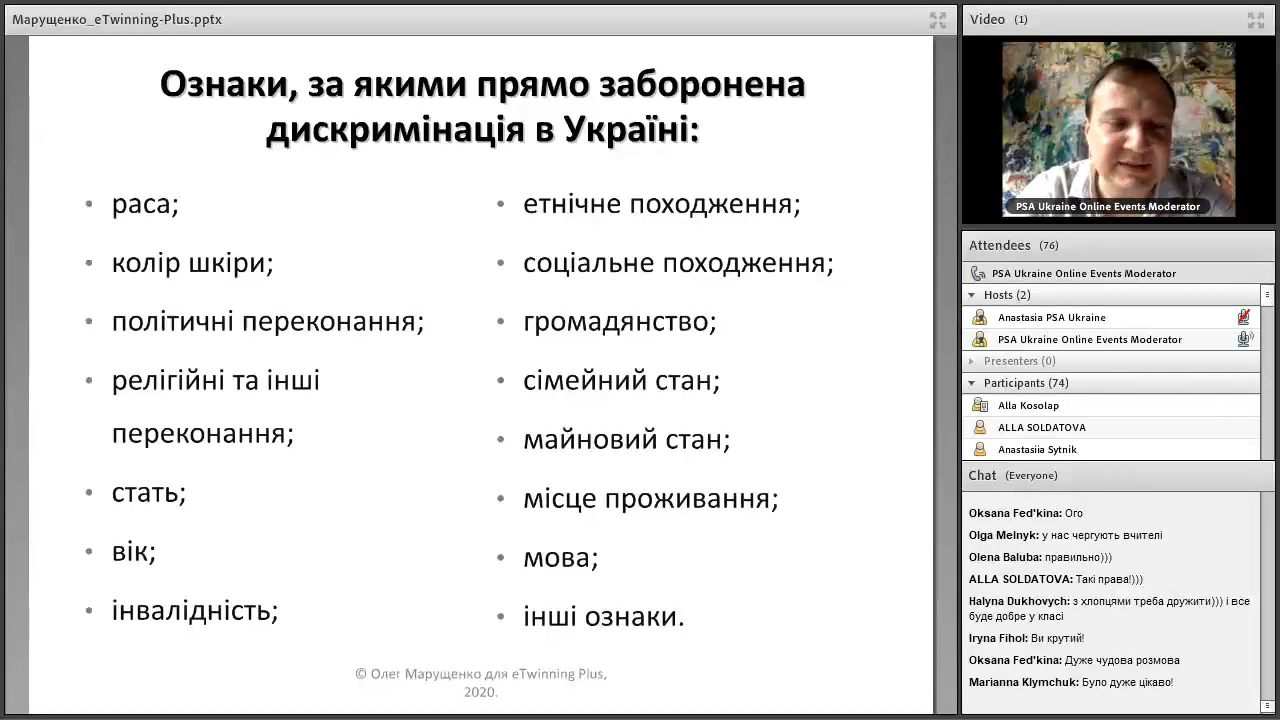 Марущенко_eTwinning-Plus.pptx
Ознаки, за якими прямо заборонена
дискримінація в Україні:
раса;
колір шкіри;
політичні переконання;
релігійні та інші
переконання;
стать;
вік;
інвалідність;
етнічне походження;
соціальне походження;
громадянство;
сімейний стан;
майновий стан;
місце проживання;
мова;
інші ознаки.
© Олег Марущенко для eTwinning Plus,
2020.
Video (1)
PSA Ukraine Online Events Moderator
Attendees (76)
PSA Ukraine Online Events Moderator
Hosts (2)
Anastasia PSA Ukraine
PSA Ukraine Online Events Moderator
Presenters (0)
Participants (74)
Alla Kosolap
ALLA SOLDATOVA
Anastasiia Sytnik
Chat (Everyone)
Oksana Fed'kina: Ого
Olga Melnyk: у нас чергують вчителі
Olena Baluba: правильно)))
ALLA SOLDATOVA: Такі права!)))
Halyna Dukhovych: з хлопцями треба дружити))) і все
буде добре у класі
Iryna Fihol: Ви крутий!
Oksana Fed'kina: Дуже чудова розмова
Marianna Klymchuk: Було дуже цікаво!